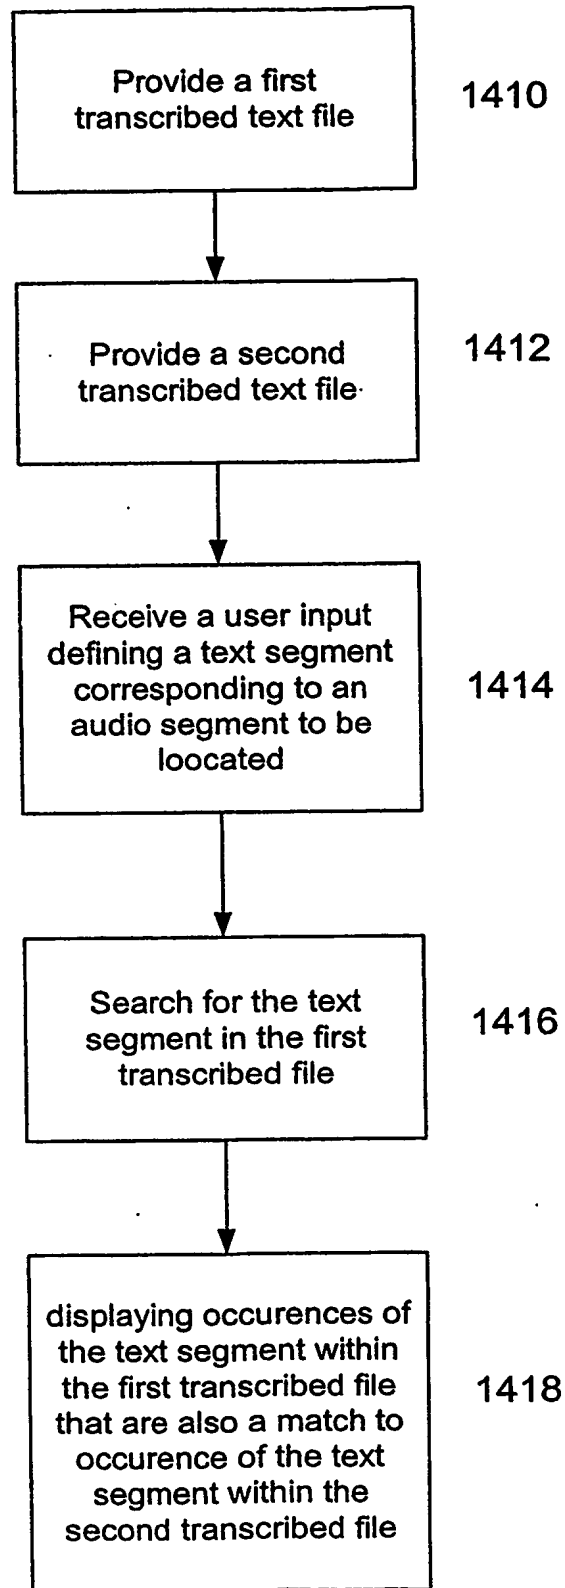 Provide a first
transcribed text file
1410
Provide a second
transcribed text file
1412
Receive a user input
defining a text segment
corresponding to an
audio segment to be
loocated
1414
Search for the text
segment in the first
transcribed file
1416
displaying occurences of
the text segment within
the first transcribed file
that are also a match to
occurence of the text
segment within the
second transcribed file
1418